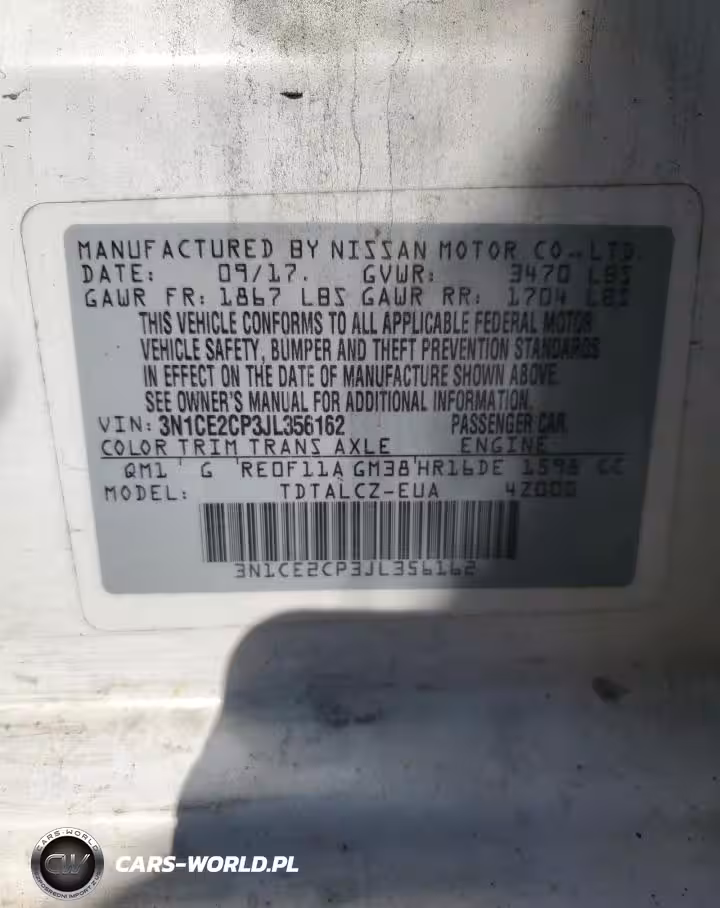 MANUFACTURED BY NISSAN MOTOR CO., LTD.
DATE: 09/17. GVWR: 3470 LBS
GAWR FR: 1867 LBS GAWR RR: 1704 LBS
THIS VEHICLE CONFORMS TO ALL APPLICABLE FEDERAL MOTOR
VEHICLE SAFETY, BUMPER AND THEFT PREVENTION STANDARDS
IN EFFECT ON THE DATE OF MANUFACTURE SHOWN ABOVE.
SEE OWNER'S MANUAL FOR ADDITIONAL INFORMATION.
VIN: 3N1CE2CP3JL356162 PASSENGER CAR
COLOR TRIM TRANS AXLE ENGINE
QM1 G RE0F11A GM38 HR16DE 1598 CC
MODEL: TDTALCZ-EUA 4Z000
3N1CE2CP3JL356162
CARS-WORLD
CW
CARS-WORLD.PL